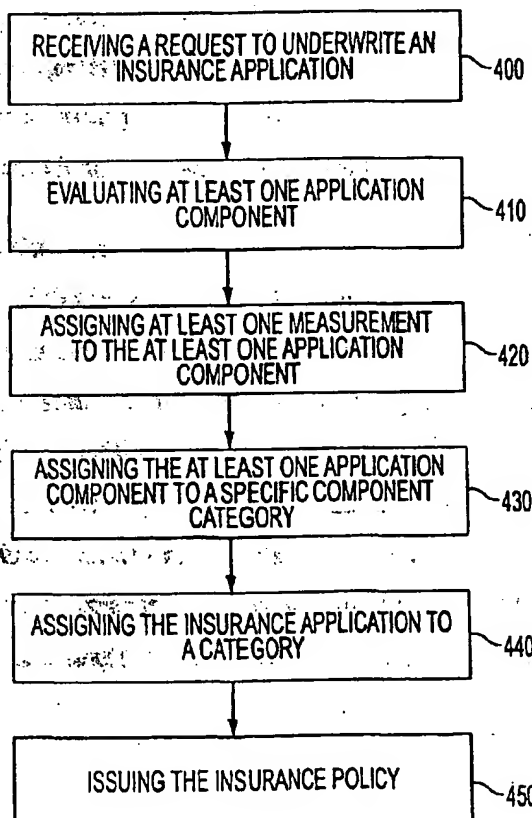 RECEIVING A REQUEST TO UNDERWRITE AN
INSURANCE APPLICATION
400
EVALUATING AT LEAST ONE APPLICATION
COMPONENT
410
ASSIGNING AT LEAST ONE MEASUREMENT
TO THE AT LEAST ONE APPLICATION
COMPONENT
420
ASSIGNING THE AT LEAST ONE APPLICATION
COMPONENT TO A SPECIFIC COMPONENT
CATEGORY
430
ASSIGNING THE INSURANCE APPLICATION TO
A CATEGORY
440
ISSUING THE INSURANCE POLICY
450